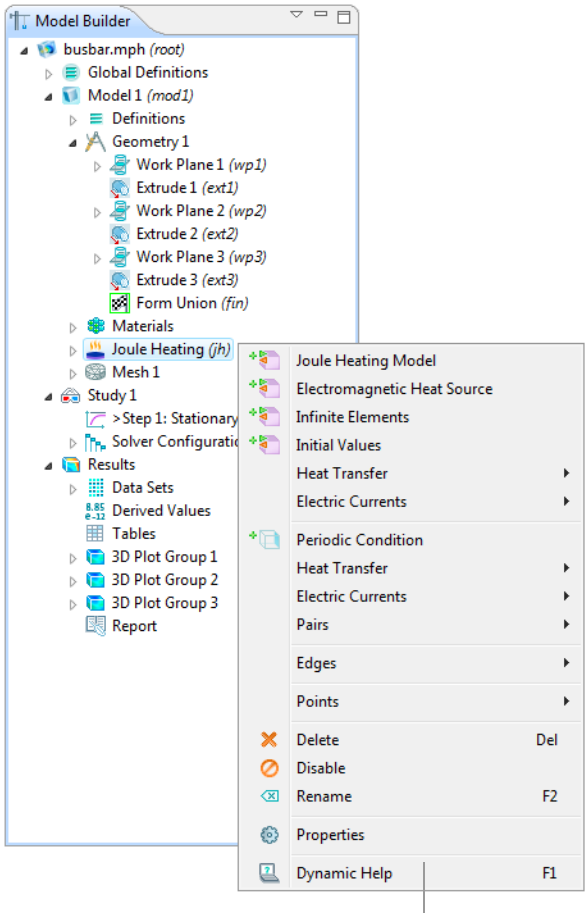 Model Builder
busbar.mph (root)
Global Definitions
Model 1 (mod1)
Definitions
Geometry 1
Work Plane 1 (wp1)
Extrude 1 (ext1)
Work Plane 2 (wp2)
Extrude 2 (ext2)
Work Plane 3 (wp3)
Extrude 3 (ext3)
Form Union (fin)
Materials
Joule Heating (jh)
Mesh 1
Study 1
>Step 1: Stationary
Solver Configuratio
Results
Data Sets
8.85
e-12
Derived Values
Tables
3D Plot Group 1
3D Plot Group 2
3D Plot Group 3
Report
Joule Heating Model
Electromagnetic Heat Source
Infinite Elements
Initial Values
Heat Transfer
Electric Currents
Periodic Condition
Heat Transfer
Electric Currents
Pairs
Edges
Points
Delete Del
Disable
Rename F2
Properties
Dynamic Help F1